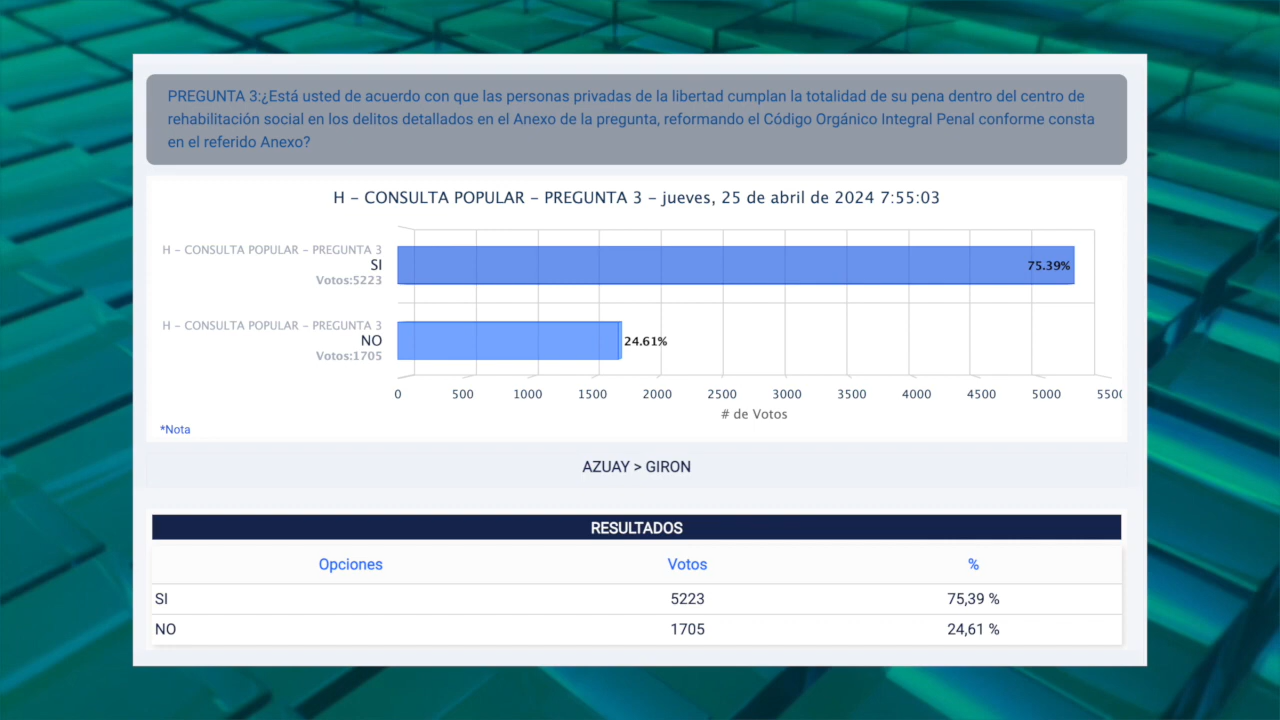 PREGUNTA 3:¿Está usted de acuerdo con que las personas privadas de la libertad cumplan la totalidad de su pena dentro del centro de
rehabilitación social en los delitos detallados en el Anexo de la pregunta, reformando el Código Orgánico Integral Penal conforme consta
en el referido Anexo?
H – CONSULTA POPULAR – PREGUNTA 3 – jueves, 25 de abril de 2024 7:55:03
H – CONSULTA POPULAR – PREGUNTA 3
SI
Votos:5223
75.39%
H – CONSULTA POPULAR – PREGUNTA 3
NO
Votos:1705
24.61%
0 500 1000 1500 2000 2500 3000 3500 4000 4500 5000 5500
# de Votos
*Nota
AZUAY > GIRON
RESULTADOS
Opciones Votos %
SI 5223 75,39 %
NO 1705 24,61 %